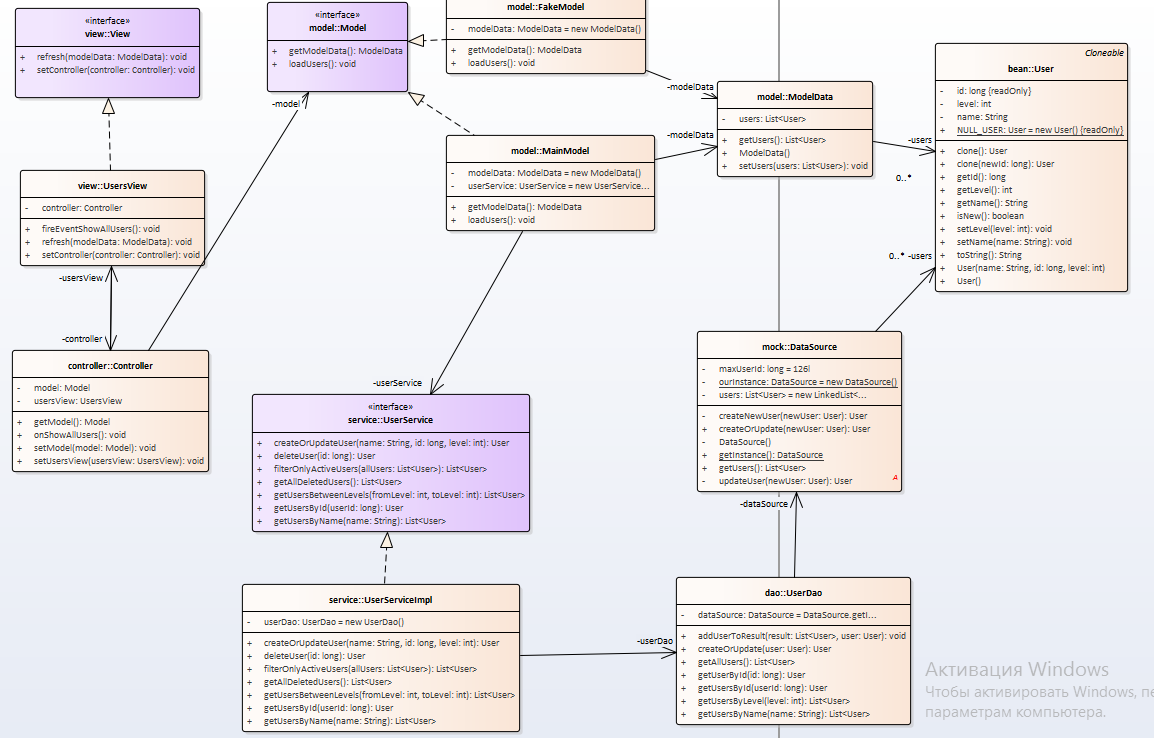 «interface»
view::View
+ refresh(modelData: ModelData): void
+ setController(controller: Controller): void
«interface»
model::Model
+ getModelData(): ModelData
+ loadUsers(): void
model::FakeModel
- modelData: ModelData = new ModelData()
+ getModelData(): ModelData
+ loadUsers(): void
-modelData
-model
model::ModelData
- users: List<User>
+ getUsers(): List<User>
+ ModelData()
+ setUsers(users: List<User>): void
Cloneable
bean::User
- id: long {readOnly}
- level: int
- name: String
+ NULL_USER: User = new User() {readOnly}
+ clone(): User
+ clone(newId: long): User
+ getId(): long
+ getLevel(): int
+ getName(): String
+ isNew(): boolean
+ setLevel(level: int): void
+ setName(name: String): void
+ toString(): String
+ User(name: String, id: long, level: int)
+ User()
-users
0..*
0..* -users
model::MainModel
- modelData: ModelData = new ModelData()
- userService: UserService = new UserService...
+ getModelData(): ModelData
+ loadUsers(): void
-modelData
view::UsersView
- controller: Controller
+ fireEventShowAllUsers(): void
+ refresh(modelData: ModelData): void
+ setController(controller: Controller): void
-usersView
-controller
controller::Controller
- model: Model
- usersView: UsersView
+ getModel(): Model
+ onShowAllUsers(): void
+ setModel(model: Model): void
+ setUsersView(usersView: UsersView): void
-userService
«interface»
service::UserService
+ createOrUpdateUser(name: String, id: long, level: int): User
+ deleteUser(id: long): User
+ filterOnlyActiveUsers(allUsers: List<User>): List<User>
+ getAllDeletedUsers(): List<User>
+ getUsersBetweenLevels(fromLevel: int, toLevel: int): List<User>
+ getUsersById(userId: long): User
+ getUsersByName(name: String): List<User>
mock::DataSource
- maxUserId: long = 126l
- ourInstance: DataSource = new DataSource()
- users: List<User> = new LinkedList<...
- createNewUser(newUser: User): User
+ createOrUpdate(newUser: User): User
- DataSource()
+ getInstance(): DataSource
+ getUsers(): List<User>
- updateUser(newUser: User): User
A
-dataSource
service::UserServiceImpl
- userDao: UserDao = new UserDao()
+ createOrUpdateUser(name: String, id: long, level: int): User
+ deleteUser(id: long): User
+ filterOnlyActiveUsers(allUsers: List<User>): List<User>
+ getAllDeletedUsers(): List<User>
+ getUsersBetweenLevels(fromLevel: int, toLevel: int): List<User>
+ getUsersById(userId: long): User
+ getUsersByName(name: String): List<User>
-userDao
dao::UserDao
- dataSource: DataSource = DataSource.getI...
+ addUserToResult(result: List<User>, user: User): void
+ createOrUpdate(user: User): User
+ getAllUsers(): List<User>
+ getUserById(id: long): User
+ getUsersById(userId: long): User
+ getUsersByLevel(level: int): List<User>
+ getUsersByName(name: String): List<User>
Активация Windows
Чтобы активировать Windows, пе
параметрам компьютера.